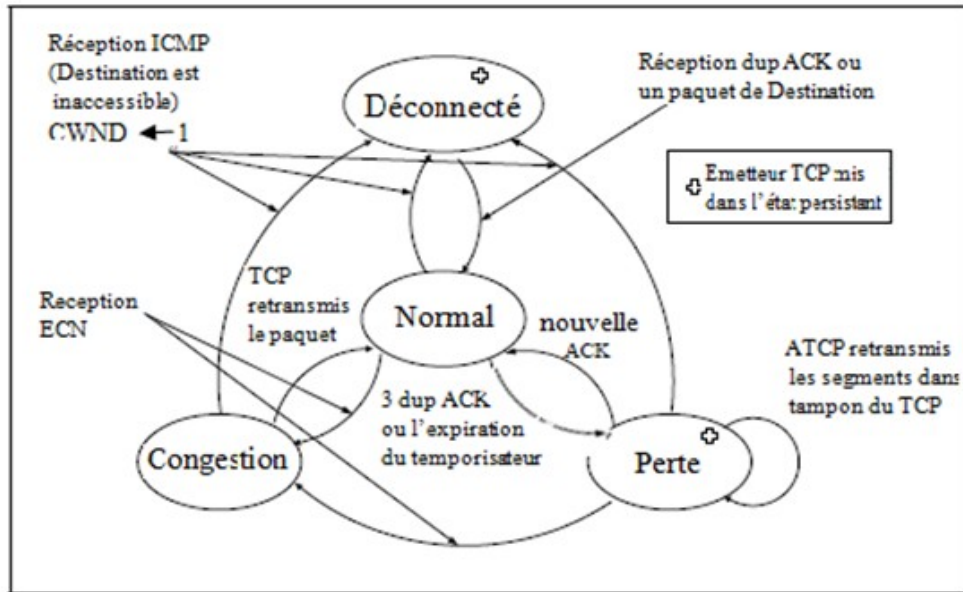 Réception ICMP
(Destination est
inaccessible)
CWND ← 1
Déconnecté
Réception dup ACK ou
un paquet de Destination
Emetteur TCP mis
dans l'état persistant
TCP
retransmis
le paquet
Reception
ECN
Normal
nouvelle
ACK
ATCP retransmis
les segments dans
tampon du TCP
3 dup ACK
ou l'expiration
du temporisateur
Congestion
Perte